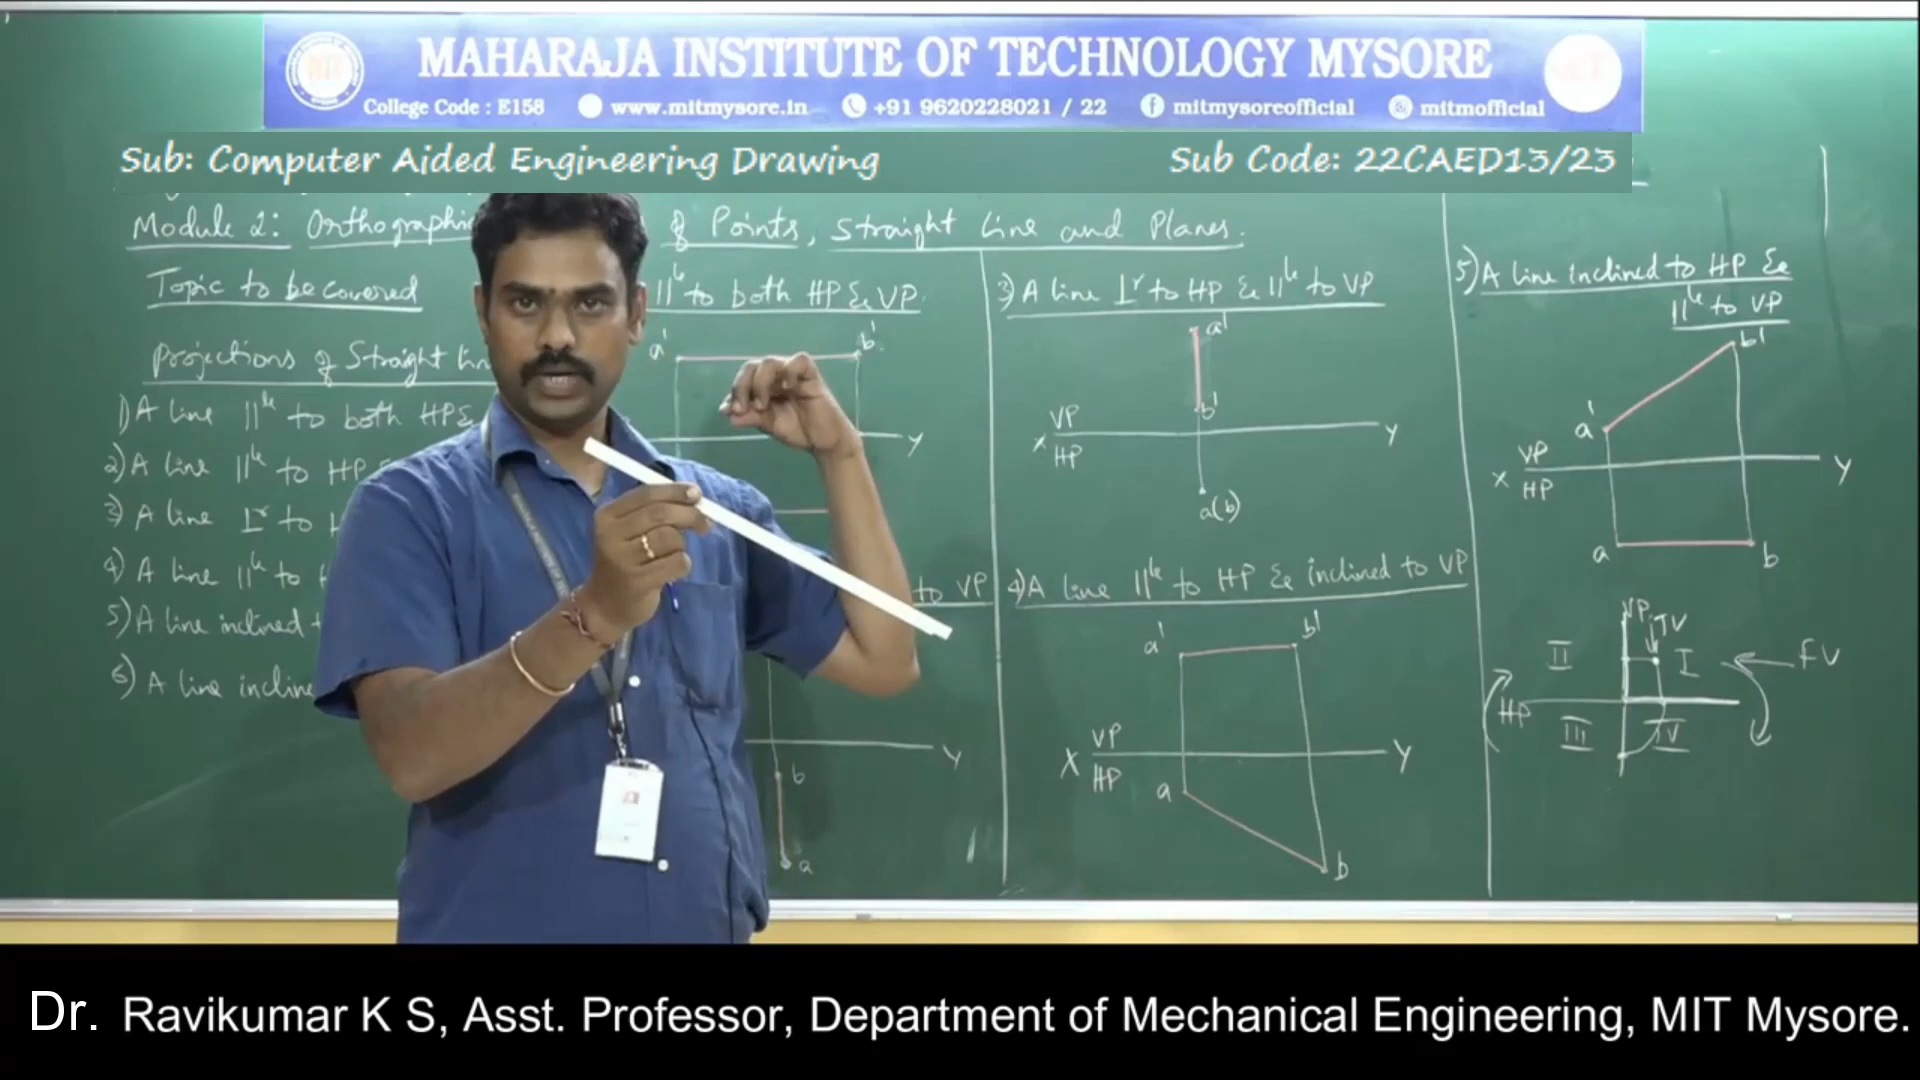 MAHARAJA INSTITUTE OF TECHNOLOGY MYSORE
College Code : E158 www.mitmysore.in +91 9620228021 / 22 mitmysoreofficial mitmofficial
Sub: Computer Aided Engineering Drawing
Sub Code: 22CAED13/23
Module 2: Orthographic of Points, Straight Line and Planes.
Topic to be covered
Projections of Straight
1) A line ||le to both HP &
2) A line ||le to HP
3) A line ⊥r to
4) A line ||le to
5) A line inclined
6) A line
||le to both HP & VP.
a' b'
Y
to VP
Y
b
a
3) A line ⊥r to HP & ||le to VP
a'
b'
VP
X Y
HP
a(b)
4) A line ||le to HP & inclined to VP
a' b'
VP
X Y
HP
a
b
5) A line inclined to HP &
||le to VP
b'
a'
VP
X Y
HP
a b
VP TV
II I FV
HP
III IV
Dr. Ravikumar K S, Asst. Professor, Department of Mechanical Engineering, MIT Mysore.